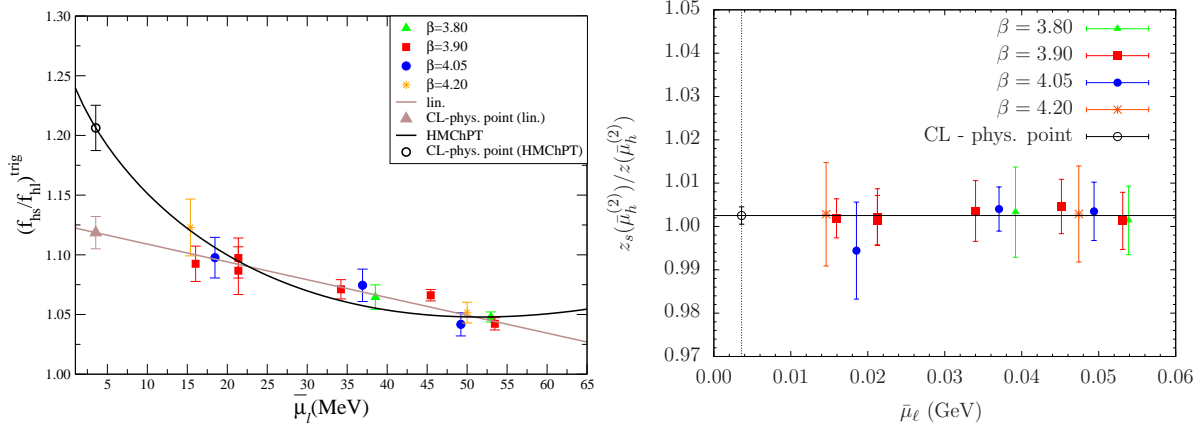 1.30
1.25
1.20
1.15
1.10
1.05
1.00
(f_hs/f_hl)^trig
5 10 15 20 25 30 35 40 45 50 55 60 65
μ̄_l(MeV)
β=3.80
β=3.90
β=4.05
β=4.20
lin.
CL-phys. point (lin.)
HMChPT
CL-phys. point (HMChPT)
1.05
1.04
1.03
1.02
1.01
1.00
0.99
0.98
0.97
z_s(μ̄_h^(2))/z(μ̄_h^(2))
0.00 0.01 0.02 0.03 0.04 0.05 0.06
μ̄_ℓ (GeV)
β = 3.80
β = 3.90
β = 4.05
β = 4.20
CL - phys. point